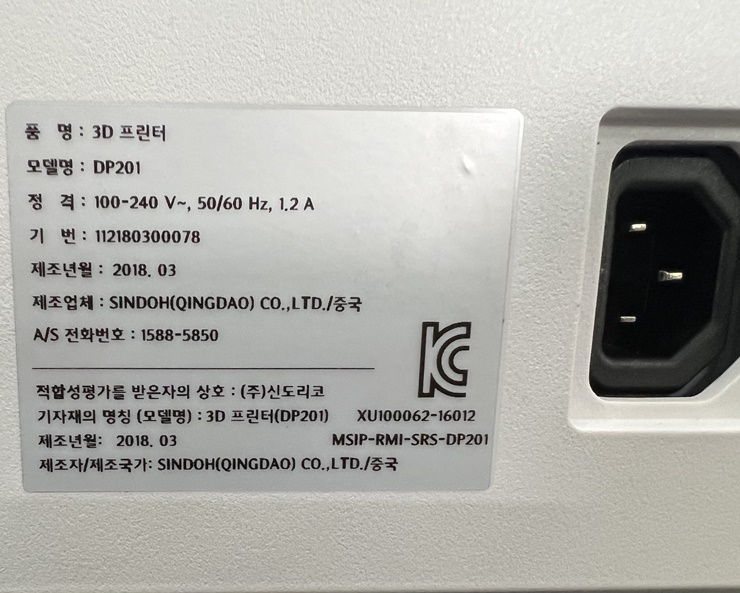 품 명 : 3D 프린터
모델명 : DP201
정 격 : 100-240 V~, 50/60 Hz, 1.2 A
기 번 : 112180300078
제조년월 : 2018. 03
제조업체 : SINDOH(QINGDAO) CO.,LTD./중국
A/S 전화번호 : 1588-5850
적합성평가를 받은자의 상호 : (주)신도리코
기자재의 명칭 (모델명) : 3D 프린터(DP201) XU100062-16012
제조년월: 2018. 03 MSIP-RMI-SRS-DP201
제조자/제조국가: SINDOH(QINGDAO) CO.,LTD./중국